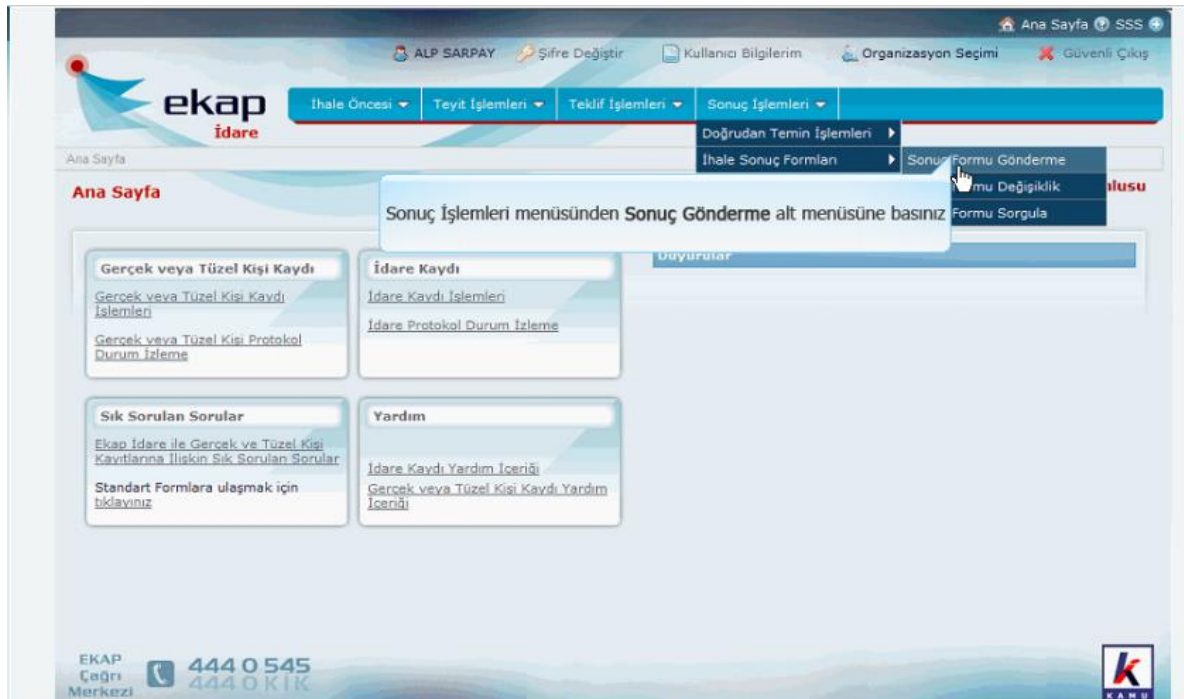 Ana Sayfa SSS
ALP SARPAY Şifre Değiştir Kullanıcı Bilgilerim Organizasyon Seçimi Güvenli Çıkış
ekap
İdare
İhale Öncesi Teyit İşlemleri Teklif İşlemleri Sonuç İşlemleri
Doğrudan Temin İşlemleri
İhale Sonuç Formları
Sonuç Formu Gönderme
Değişiklik
Formu Sorgula
Ana Sayfa
Ana Sayfa
Sonuç İşlemleri menüsünden Sonuç Gönderme alt menüsüne basınız
Duyurular
Gerçek veya Tüzel Kişi Kaydı
Gerçek veya Tüzel Kişi Kaydı
İşlemleri
Gerçek veya Tüzel Kişi Protokol
Durum İzleme
İdare Kaydı
İdare Kaydı İşlemleri
İdare Protokol Durum İzleme
Sık Sorulan Sorular
Ekap İdare ile Gerçek ve Tüzel Kişi
Kayıtlarına İlişkin Sık Sorulan Sorular
Standart Formlara ulaşmak için
tıklayınız
Yardım
İdare Kaydı Yardım İçeriği
Gerçek veya Tüzel Kişi Kaydı Yardım
İçeriği
EKAP
Çağrı
Merkezi
444 0 545
444 0 KİK
k
KAMU